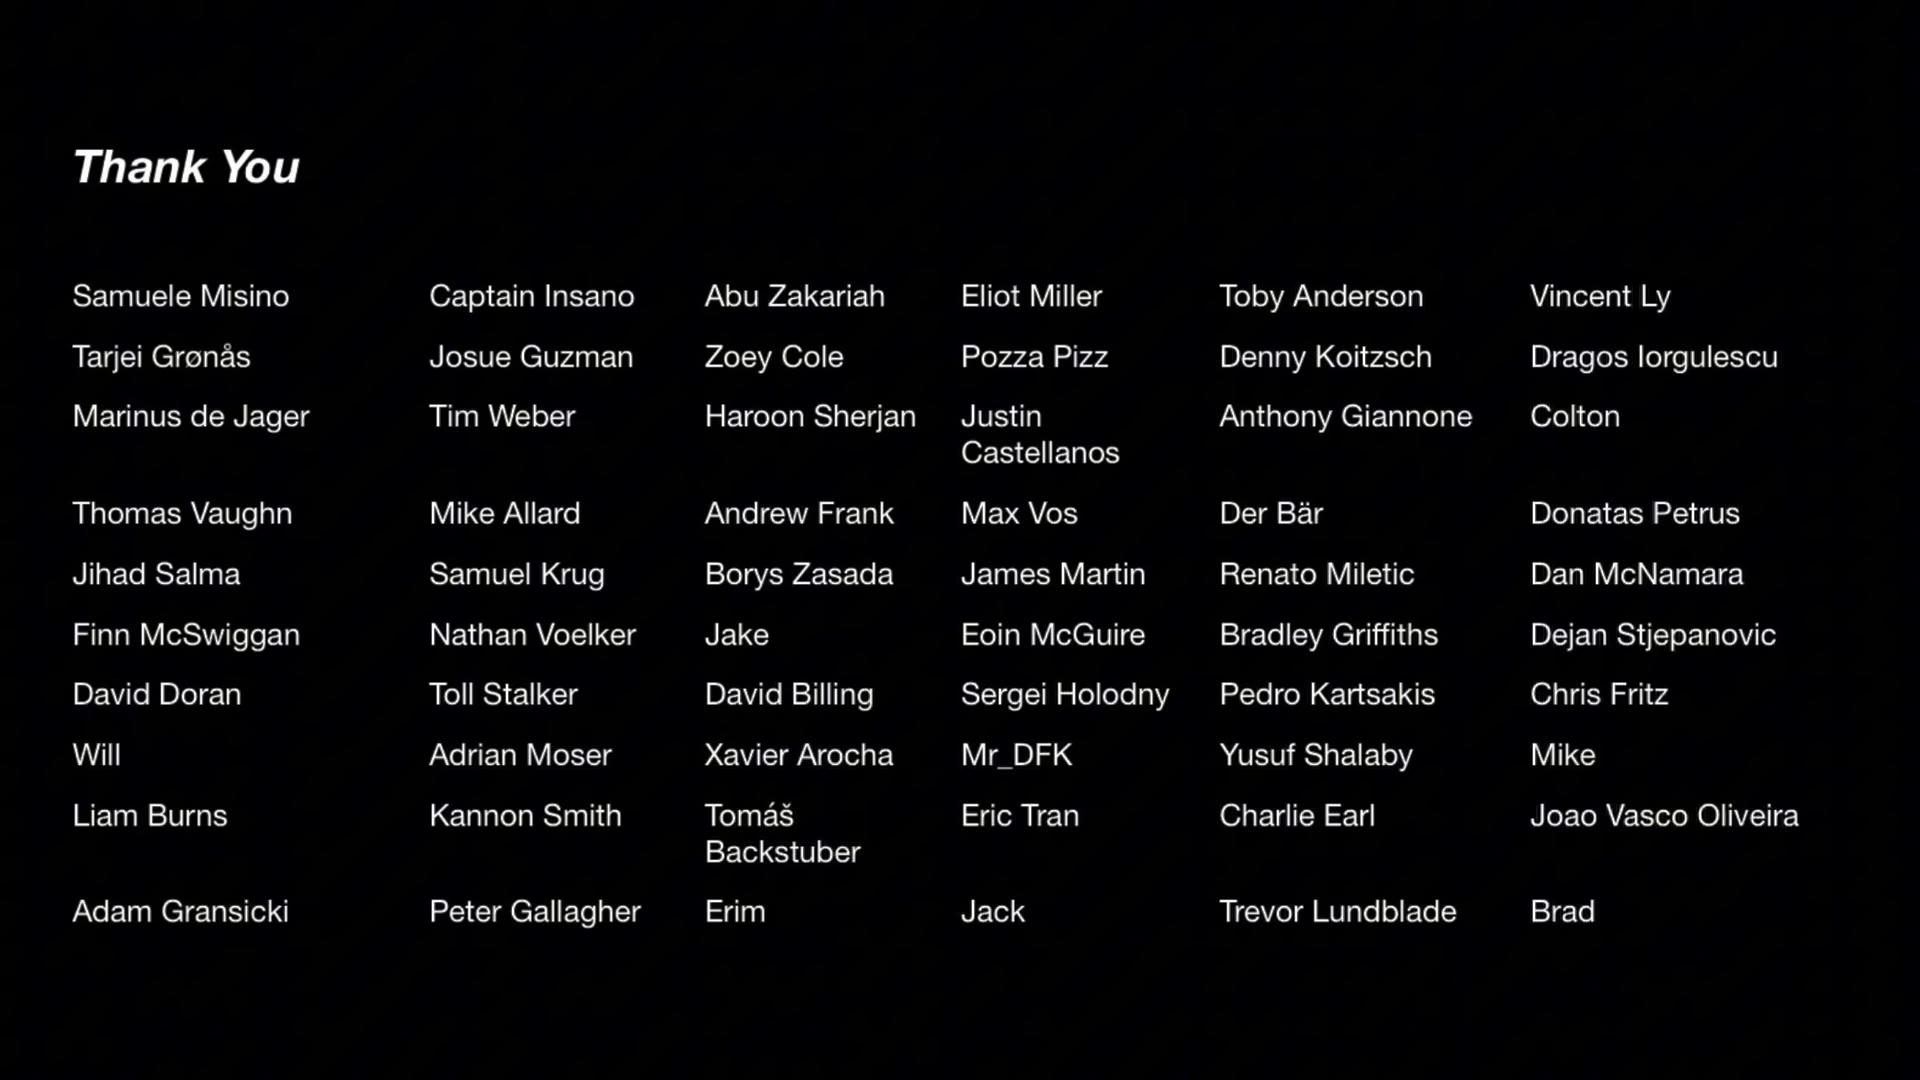 Thank You
Samuele Misino Captain Insano Abu Zakariah Eliot Miller Toby Anderson Vincent Ly
Tarjei Grønås Josue Guzman Zoey Cole Pozza Pizz Denny Koitzsch Dragos Iorgulescu
Marinus de Jager Tim Weber Haroon Sherjan Justin Anthony Giannone Colton
Castellanos
Thomas Vaughn Mike Allard Andrew Frank Max Vos Der Bär Donatas Petrus
Jihad Salma Samuel Krug Borys Zasada James Martin Renato Miletic Dan McNamara
Finn McSwiggan Nathan Voelker Jake Eoin McGuire Bradley Griffiths Dejan Stjepanovic
David Doran Toll Stalker David Billing Sergei Holodny Pedro Kartsakis Chris Fritz
Will Adrian Moser Xavier Arocha Mr_DFK Yusuf Shalaby Mike
Liam Burns Kannon Smith Tomáš Eric Tran Charlie Earl Joao Vasco Oliveira
Backstuber
Adam Gransicki Peter Gallagher Erim Jack Trevor Lundblade Brad